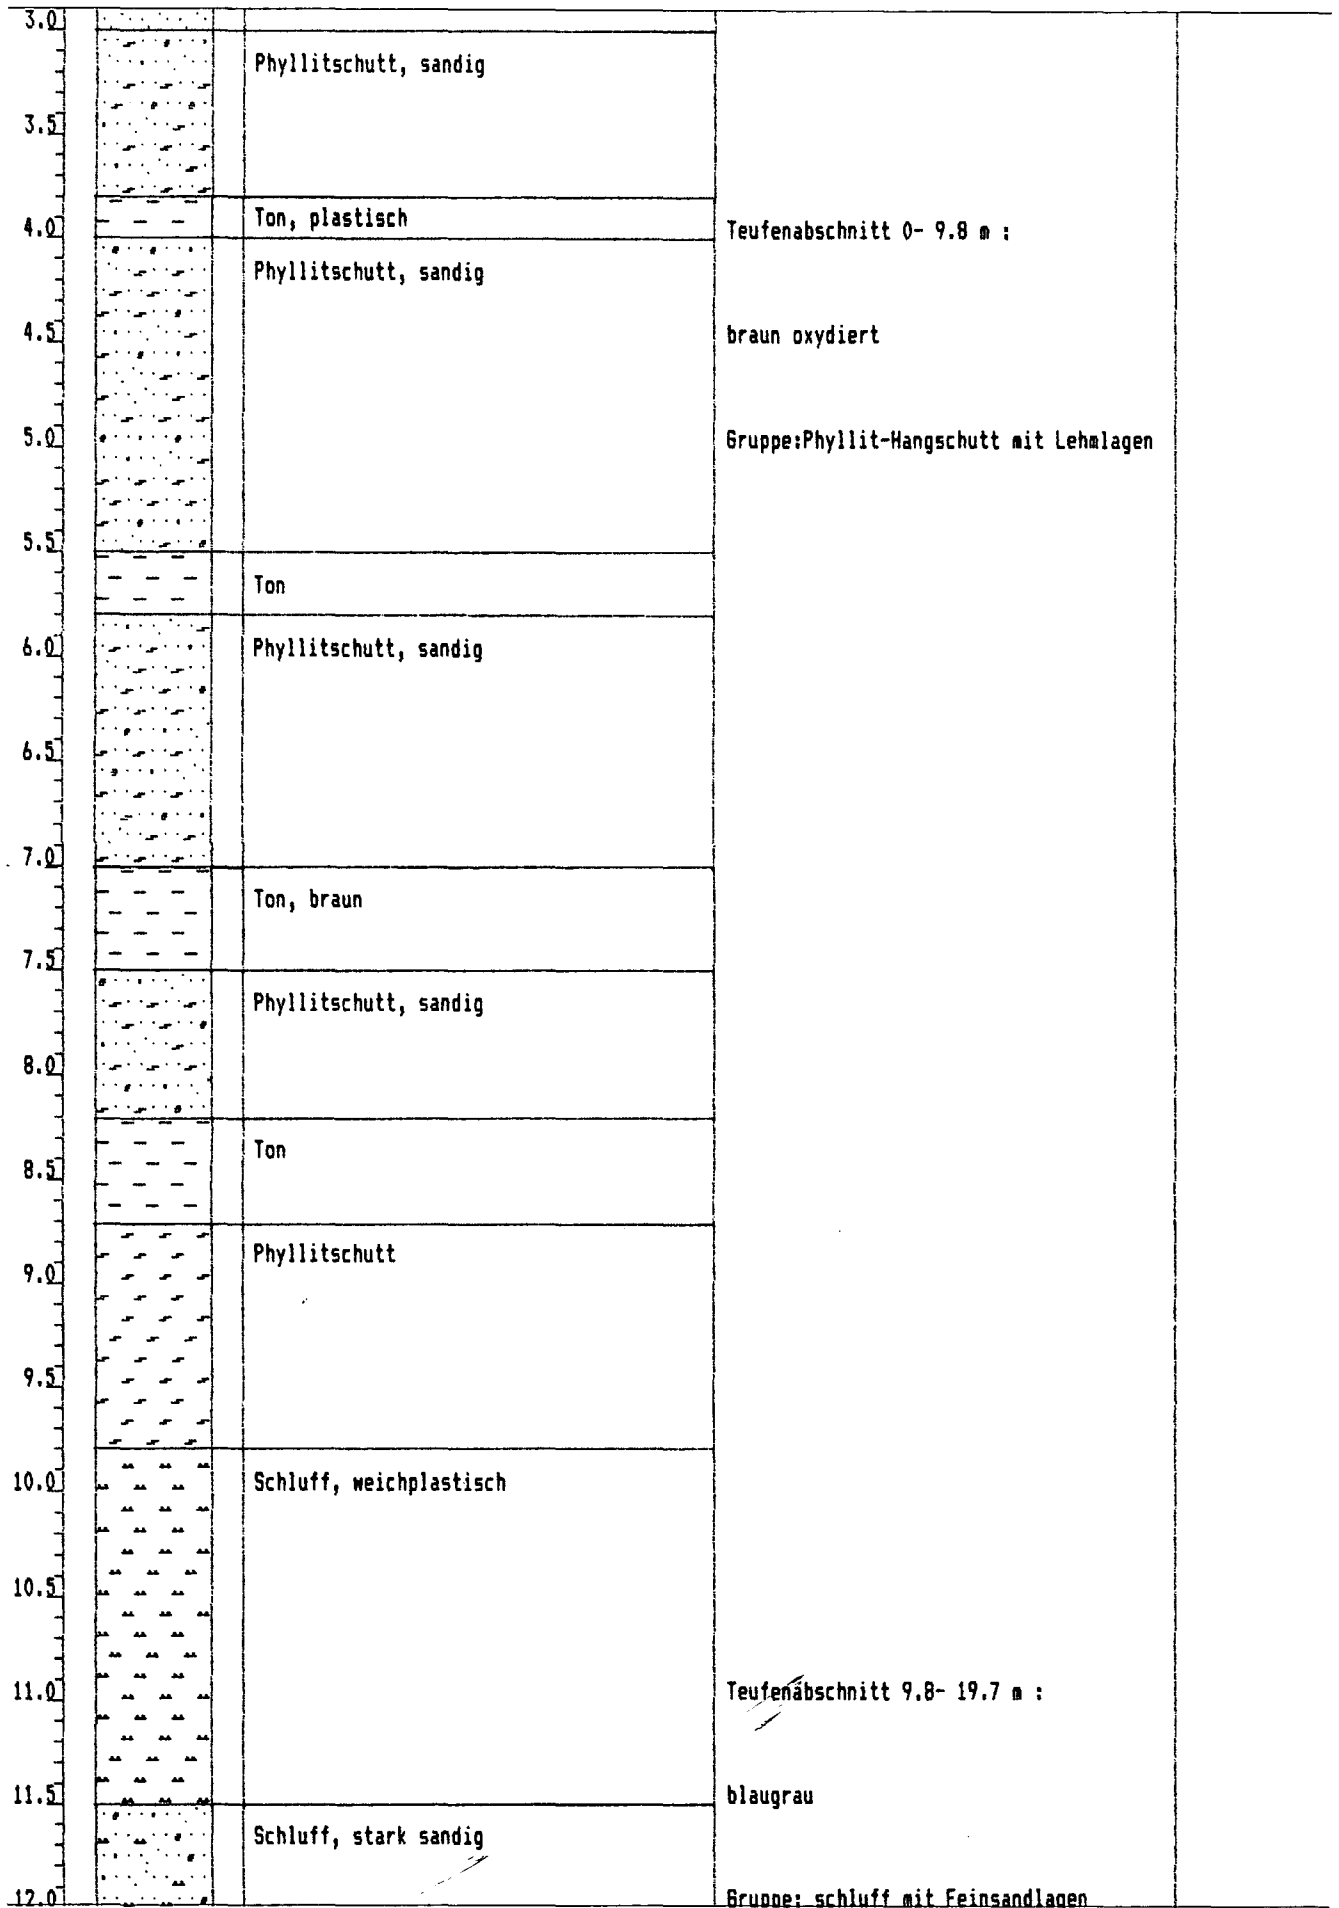 3.0
Phyllitschutt, sandig
3.5
Ton, plastisch
4.0
Teufenabschnitt 0- 9.8 m :
Phyllitschutt, sandig
4.5
braun oxydiert
5.0
Gruppe:Phyllit-Hangschutt mit Lehmlagen
5.5
Ton
6.0
Phyllitschutt, sandig
6.5
7.0
Ton, braun
7.5
Phyllitschutt, sandig
8.0
Ton
8.5
Phyllitschutt
9.0
9.5
10.0
Schluff, weichplastisch
10.5
11.0
Teufenabschnitt 9.8- 19.7 m :
11.5
blaugrau
Schluff, stark sandig
12.0
Gruppe: schluff mit Feinsandlagen